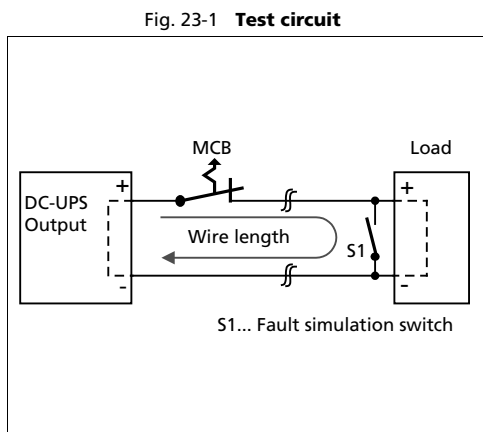 Fig. 23-1 Test circuit
MCB
Load
+
+
DC-UPS
Output
Wire length
S1
-
-
S1... Fault simulation switch